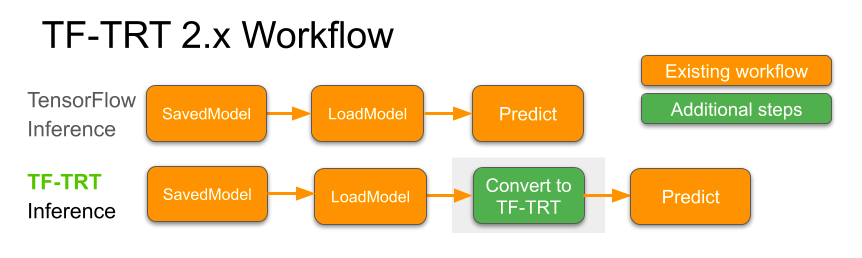 TF-TRT 2.x Workflow
Existing workflow
Additional steps
TensorFlow
Inference
SavedModel
LoadModel
Predict
TF-TRT
Inference
SavedModel
LoadModel
Convert to
TF-TRT
Predict